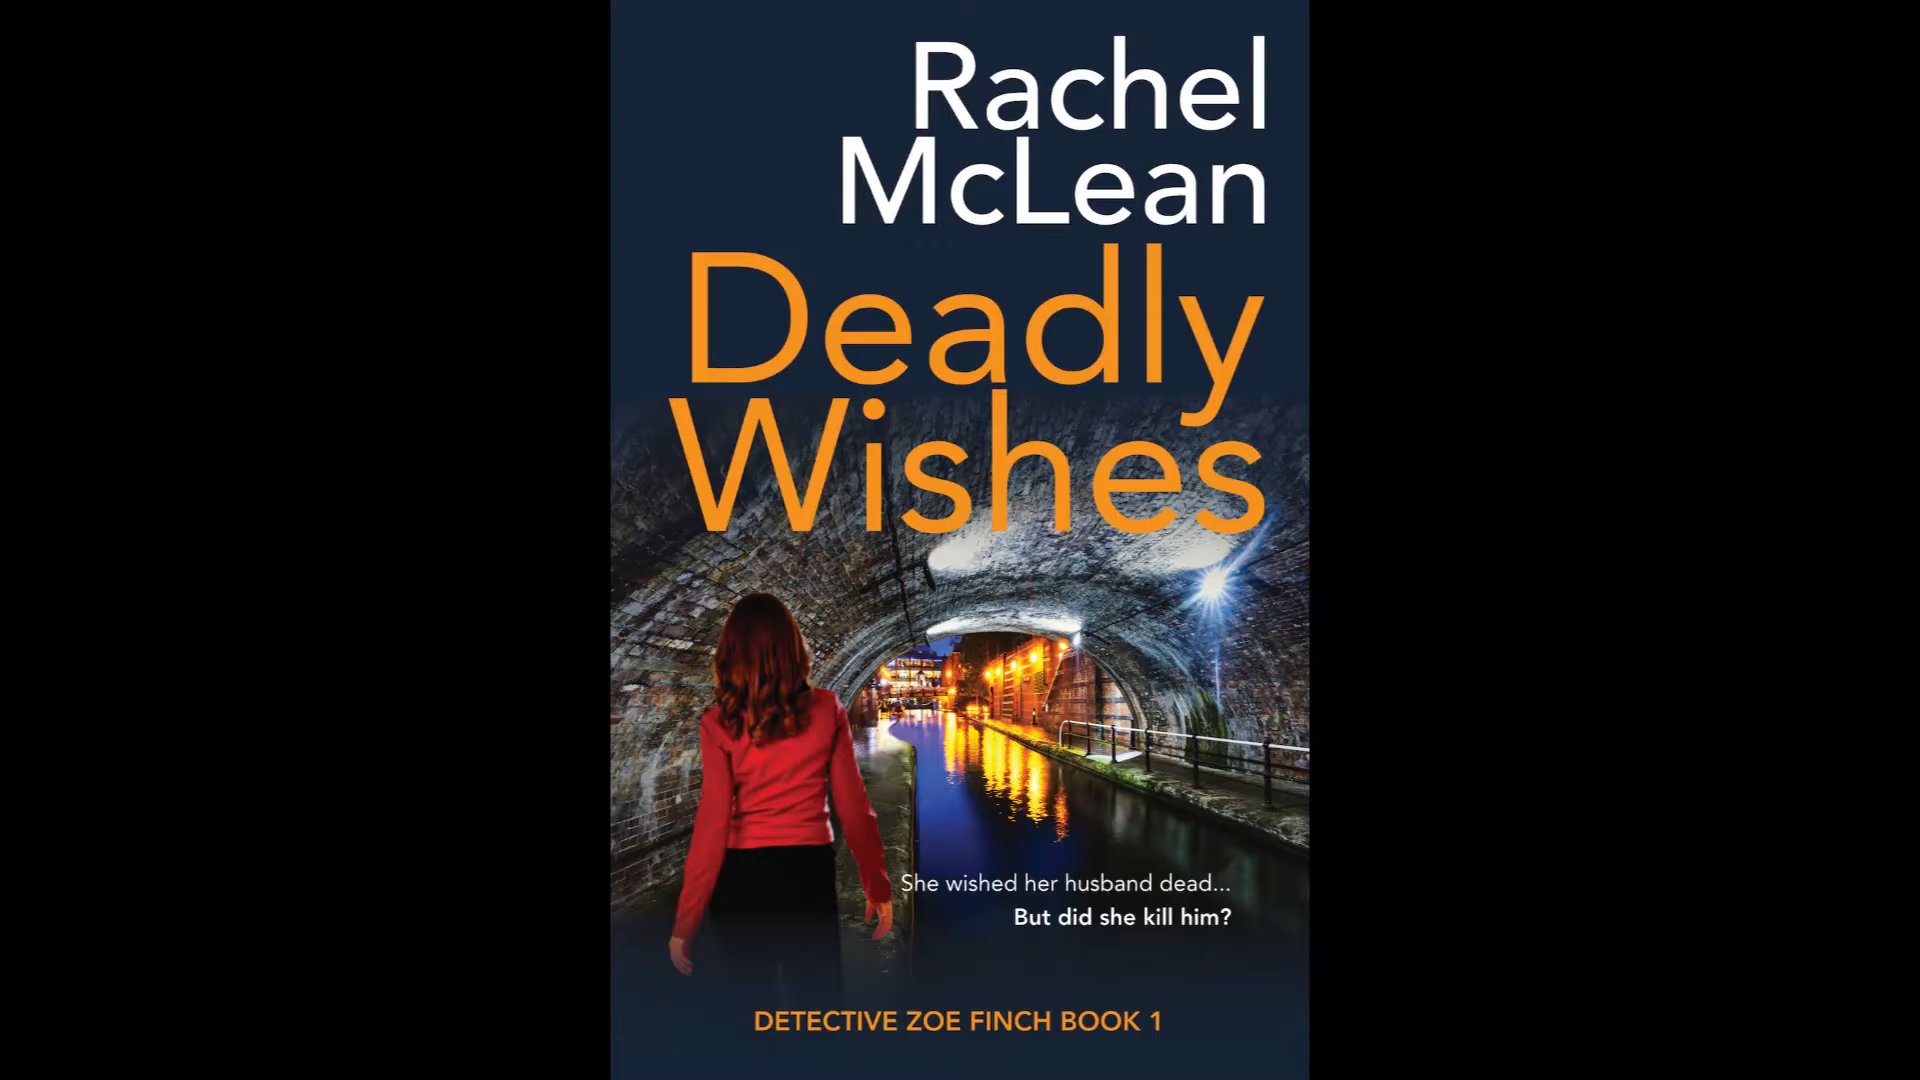 Rachel
McLean
Deadly
Wishes
She wished her husband dead...
But did she kill him?
DETECTIVE ZOE FINCH BOOK 1